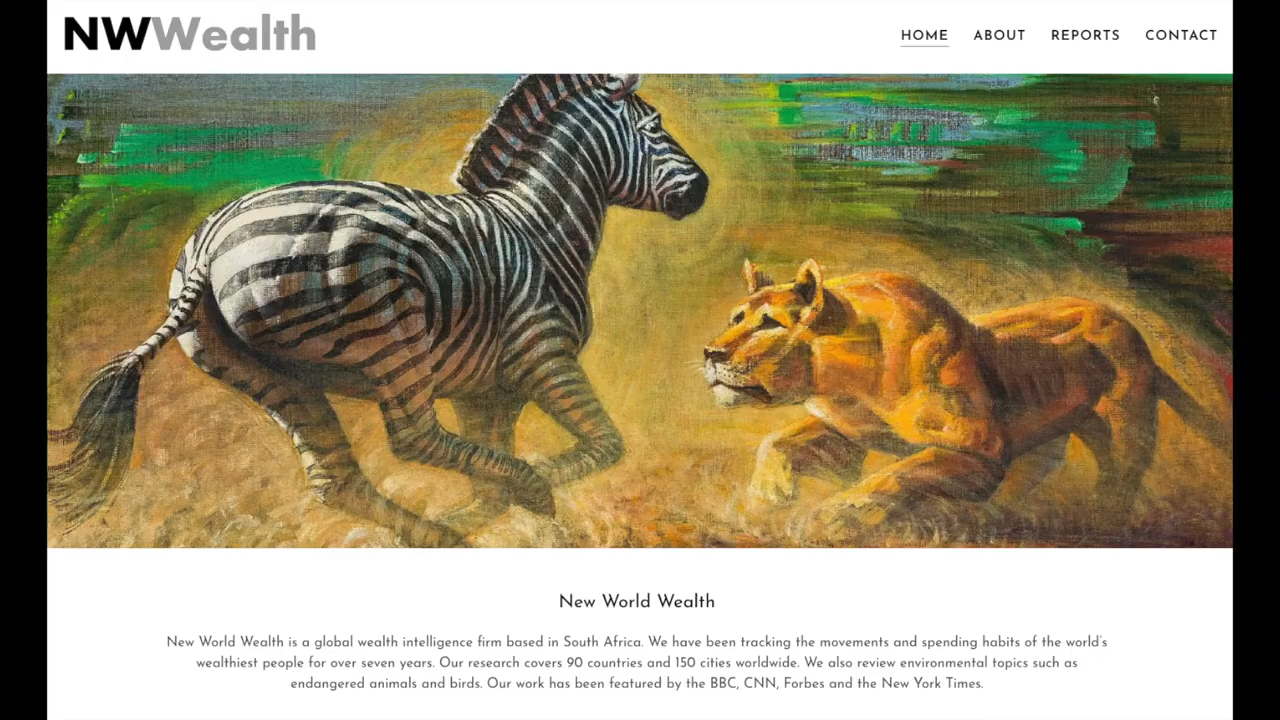 NWWealth
HOME ABOUT REPORTS CONTACT
New World Wealth
New World Wealth is a global wealth intelligence firm based in South Africa. We have been tracking the movements and spending habits of the world's
wealthiest people for over seven years. Our research covers 90 countries and 150 cities worldwide. We also review environmental topics such as
endangered animals and birds. Our work has been featured by the BBC, CNN, Forbes and the New York Times.